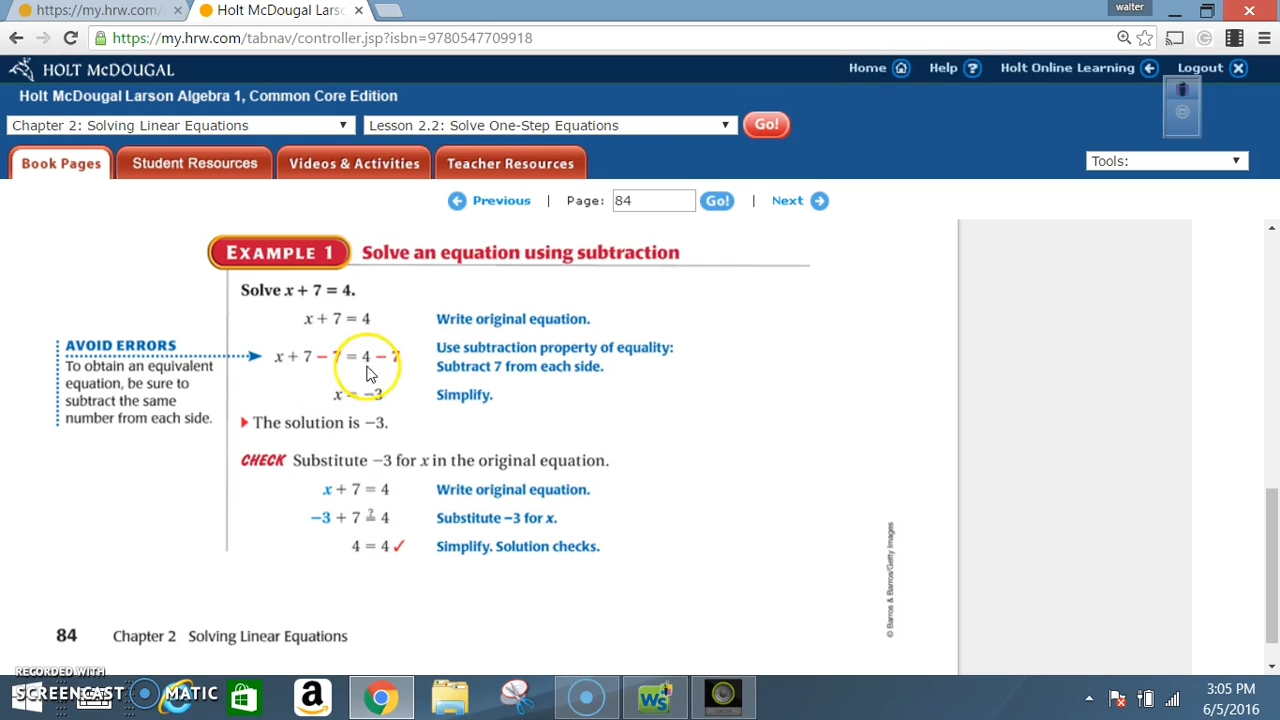 https://my.hrw.com/
Holt McDougal Larson Al
walter
https://my.hrw.com/tabnav/controller.jsp?isbn=9780547709918
HOLT MCDOUGAL
Home
Help ?
Holt Online Learning
Logout
Holt McDougal Larson Algebra 1, Common Core Edition
Chapter 2: Solving Linear Equations
Lesson 2.2: Solve One-Step Equations
Go!
Book Pages
Student Resources
Videos & Activities
Teacher Resources
Tools:
Previous | Page: 84 Go! | Next
EXAMPLE 1 Solve an equation using subtraction
Solve x + 7 = 4.
x + 7 = 4 Write original equation.
AVOID ERRORS
To obtain an equivalent
equation, be sure to
subtract the same
number from each side.
x + 7 − 7 = 4 − 7 Use subtraction property of equality:
Subtract 7 from each side.
x = −3 Simplify.
The solution is −3.
CHECK Substitute −3 for x in the original equation.
x + 7 = 4 Write original equation.
−3 + 7 ≟ 4 Substitute −3 for x.
4 = 4 ✓ Simplify. Solution checks.
© Barros & Barros/Getty Images
84 Chapter 2 Solving Linear Equations
RECORDED WITH
SCREENCAST MATIC
3:05 PM
6/5/2016